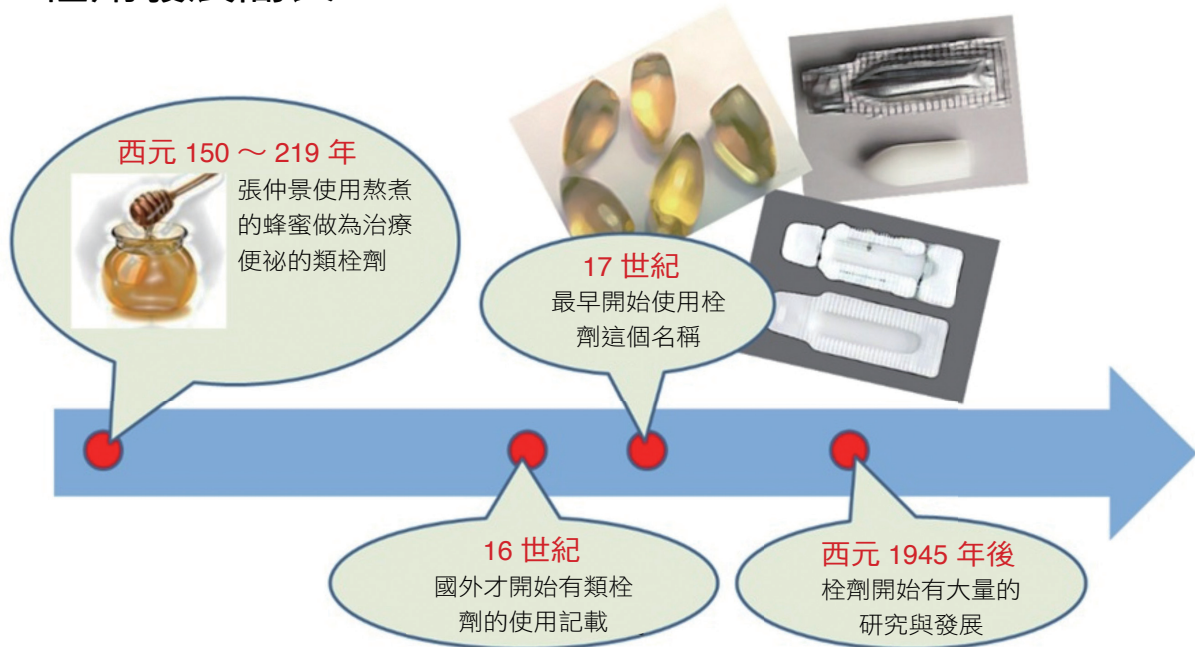 西元 150 ～ 219 年
張仲景使用熬煮
的蜂蜜做為治療
便祕的類栓劑
17 世紀
最早開始使用栓
劑這個名稱
16 世紀
國外才開始有類栓
劑的使用記載
西元 1945 年後
栓劑開始有大量的
研究與發展